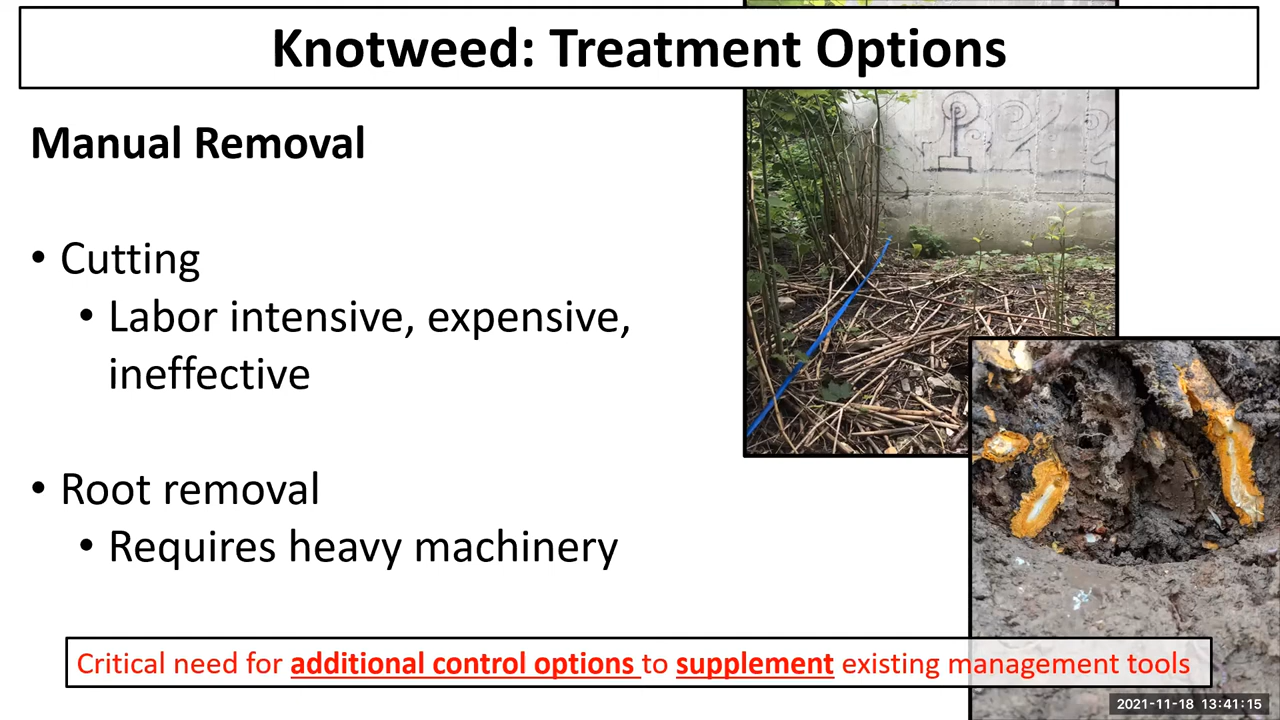 Knotweed: Treatment Options
Manual Removal
• Cutting
• Labor intensive, expensive,
ineffective
• Root removal
• Requires heavy machinery
Critical need for additional control options to supplement existing management tools
2021-11-18 13:41:15